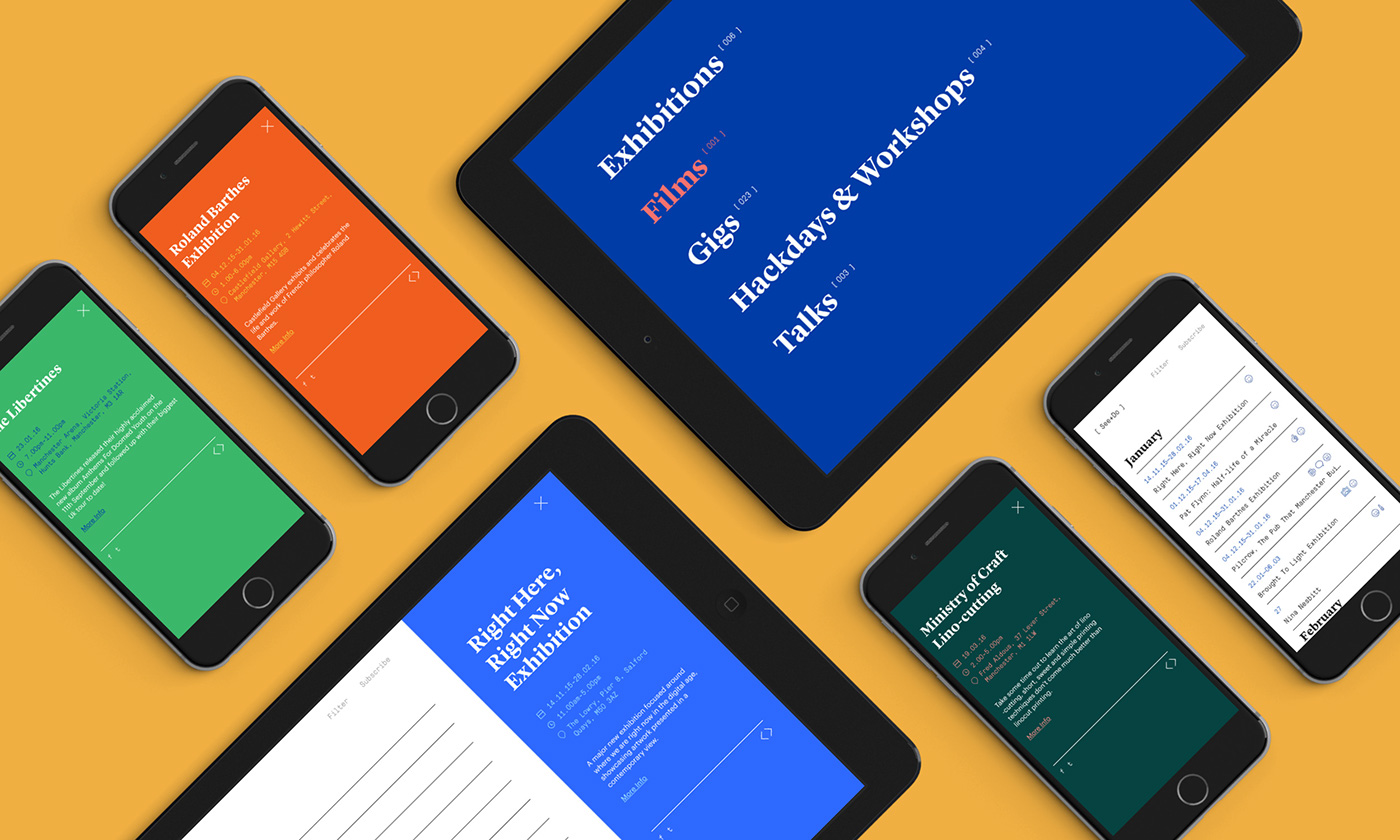 Exhibitions [ 006 ]
Films [ 001 ]
Gigs [ 023 ]
Hackdays & Workshops [ 004 ]
Talks [ 003 ]
Roland Barthes
Exhibition
04.12.15–31.01.16
1.00–6.00pm
Castlefield Gallery, 2 Hewitt Street,
Manchester, M15 4GB
Castlefield Gallery exhibits and celebrates the
life and work of French philosopher Roland
Barthes.
More Info
f t
Libertines
23.01.16
7.00pm–11.00pm
Manchester Arena, Victoria Station,
Hunts Bank, Manchester, M3 1AR
The Libertines released their highly acclaimed
new album Anthems For Doomed Youth on the
11th September and followed up with their biggest
Uk tour to date!
More Info
f t
Filter Subscribe
Right Here,
Right Now
Exhibition
14.11.15–28.02.16
11.00am–5.00pm
The Lowry, Pier 8, Salford
Quays, M50 3AZ
A major new exhibition focused around
where we are right now in the digital age,
showcasing artwork presented in a
contemporary view.
More Info
f t
Ministry of Craft
Lino-cutting
19.03.16
2.00–5.00pm
Fred Aldous, 37 Lever Street,
Manchester, M1 1LW
Take some time out to learn the art of lino
-cutting, short, sweet and simple printing
techniques don't come much better than
linocut printing.
More Info
f t
Filter Subscribe
[ See+Do ]
January
14.11.15–28.02.16
Right Here, Right Now Exhibition
01.12.15–17.04.16
Pat Flynn: Half-life of a Miracle
04.12.15–31.01.16
Roland Barthes Exhibition
04.12.15–31.01.16
Pilcrow, The Pub That Manchester Bui…
22.01–06.03
Brought To Light Exhibition
27
Nina Nesbitt
February